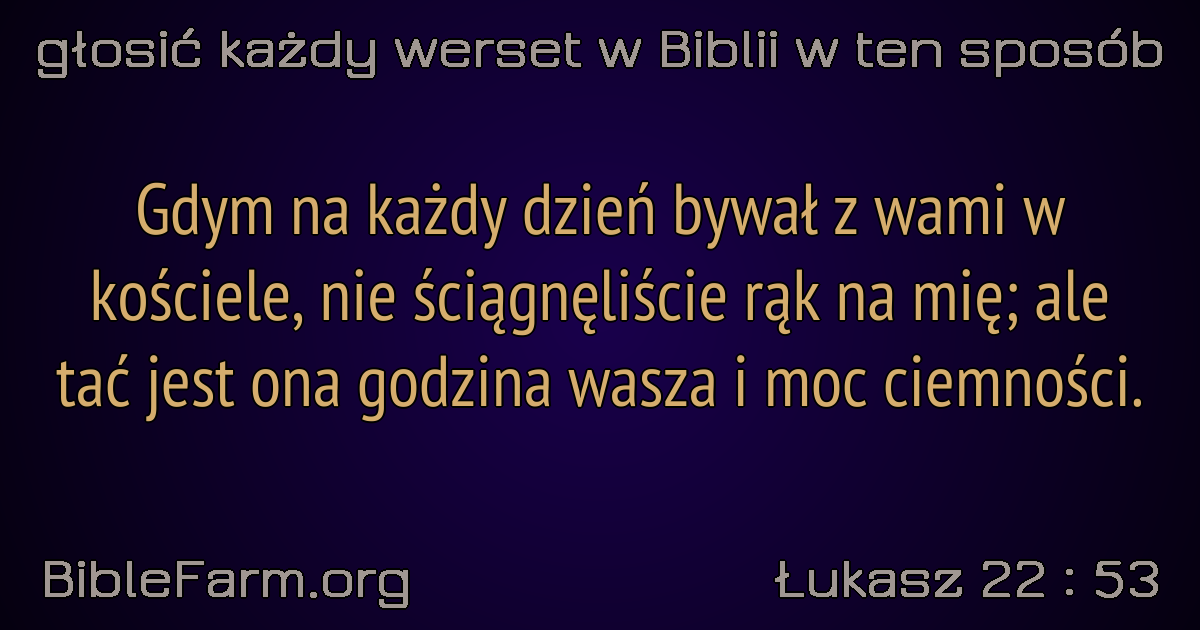 głosić każdy werset w Biblii w ten sposób
Gdym na każdy dzień bywał z wami w
kościele, nie ściągnęliście rąk na mię; ale
tać jest ona godzina wasza i moc ciemności.
BibleFarm.org
Łukasz 22 : 53